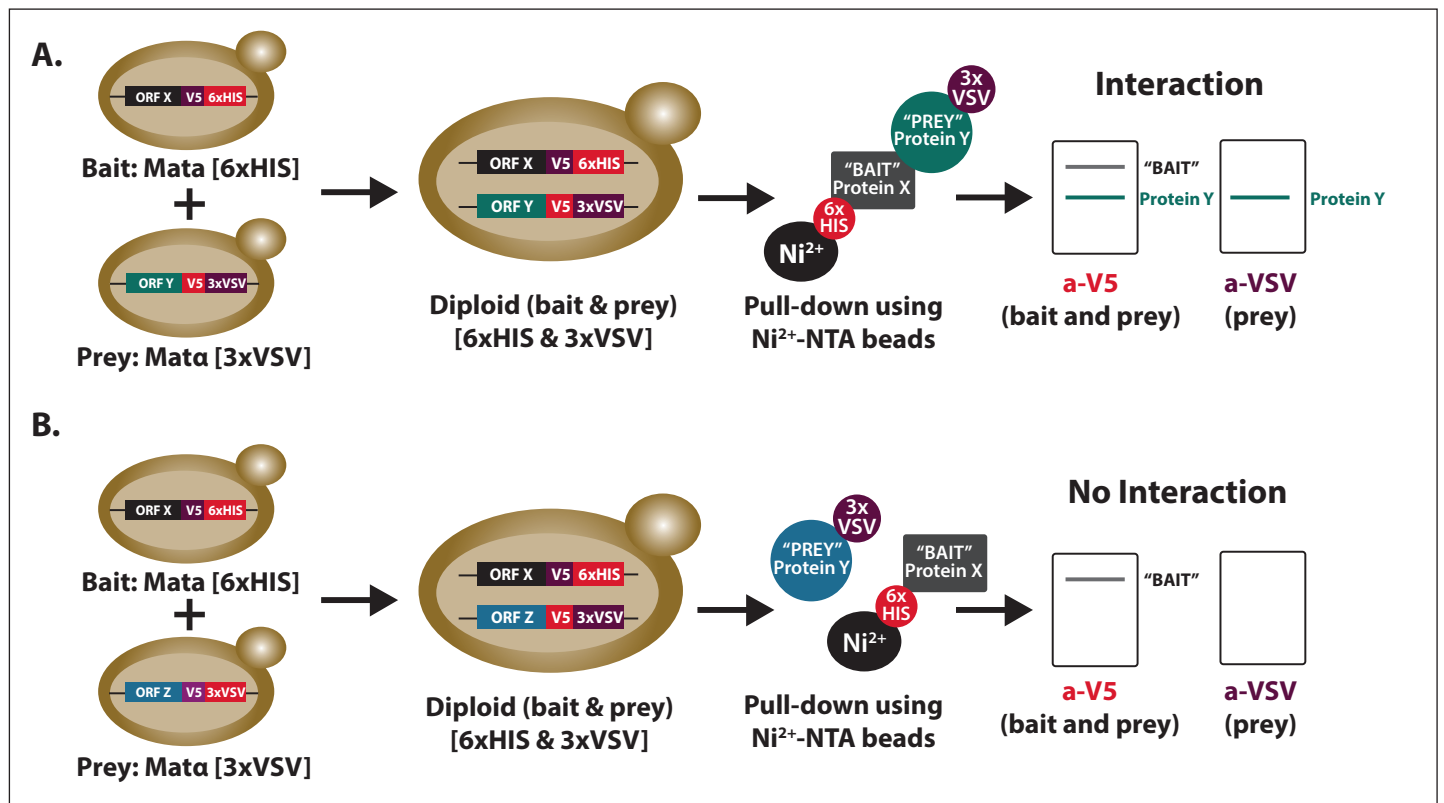 A.
ORF X V5 6xHIS
Bait: Mata [6xHIS]
+
ORF Y V5 3xVSV
Prey: Matα [3xVSV]
ORF X V5 6xHIS
ORF Y V5 3xVSV
Diploid (bait & prey)
[6xHIS & 3xVSV]
3x
VSV
“PREY”
Protein Y
“BAIT”
Protein X
6x
HIS
Ni²⁺
Pull-down using
Ni²⁺-NTA beads
Interaction
“BAIT”
Protein Y
Protein Y
a-V5
(bait and prey)
a-VSV
(prey)
B.
ORF X V5 6xHIS
Bait: Mata [6xHIS]
+
ORF Z V5 3xVSV
Prey: Matα [3xVSV]
ORF X V5 6xHIS
ORF Z V5 3xVSV
Diploid (bait & prey)
[6xHIS & 3xVSV]
3x
VSV
“PREY”
Protein Y
“BAIT”
Protein X
6x
HIS
Ni²⁺
Pull-down using
Ni²⁺-NTA beads
No Interaction
“BAIT”
a-V5
(bait and prey)
a-VSV
(prey)